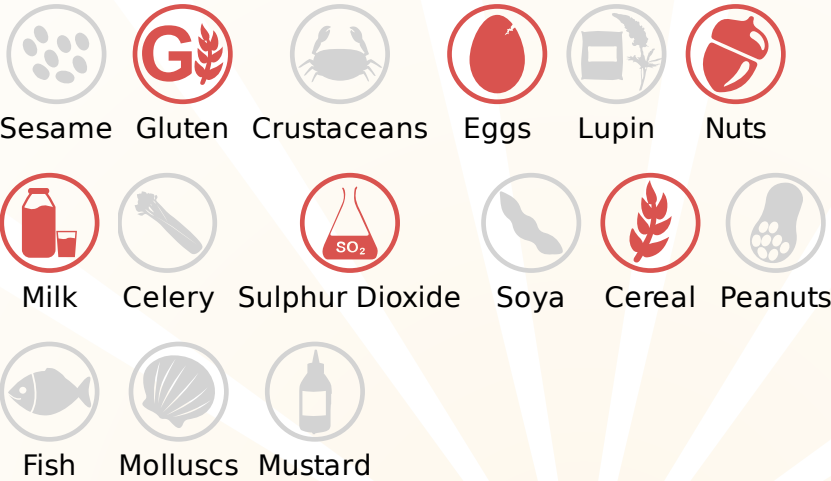 G
Sesame Gluten Crustaceans Eggs Lupin Nuts
SO₂
Milk Celery Sulphur Dioxide Soya Cereal Peanuts
Fish Molluscs Mustard